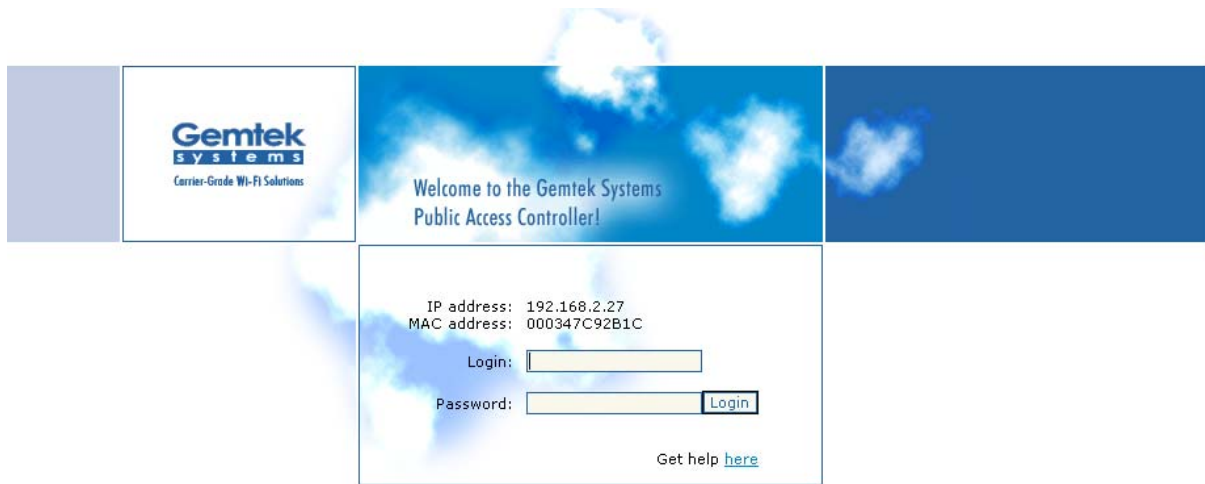 Gemtek
systems
Carrier-Grade Wi-Fi Solutions
Welcome to the Gemtek Systems
Public Access Controller!
IP address: 192.168.2.27
MAC address: 000347C92B1C
Login:
Password: Login
Get help here